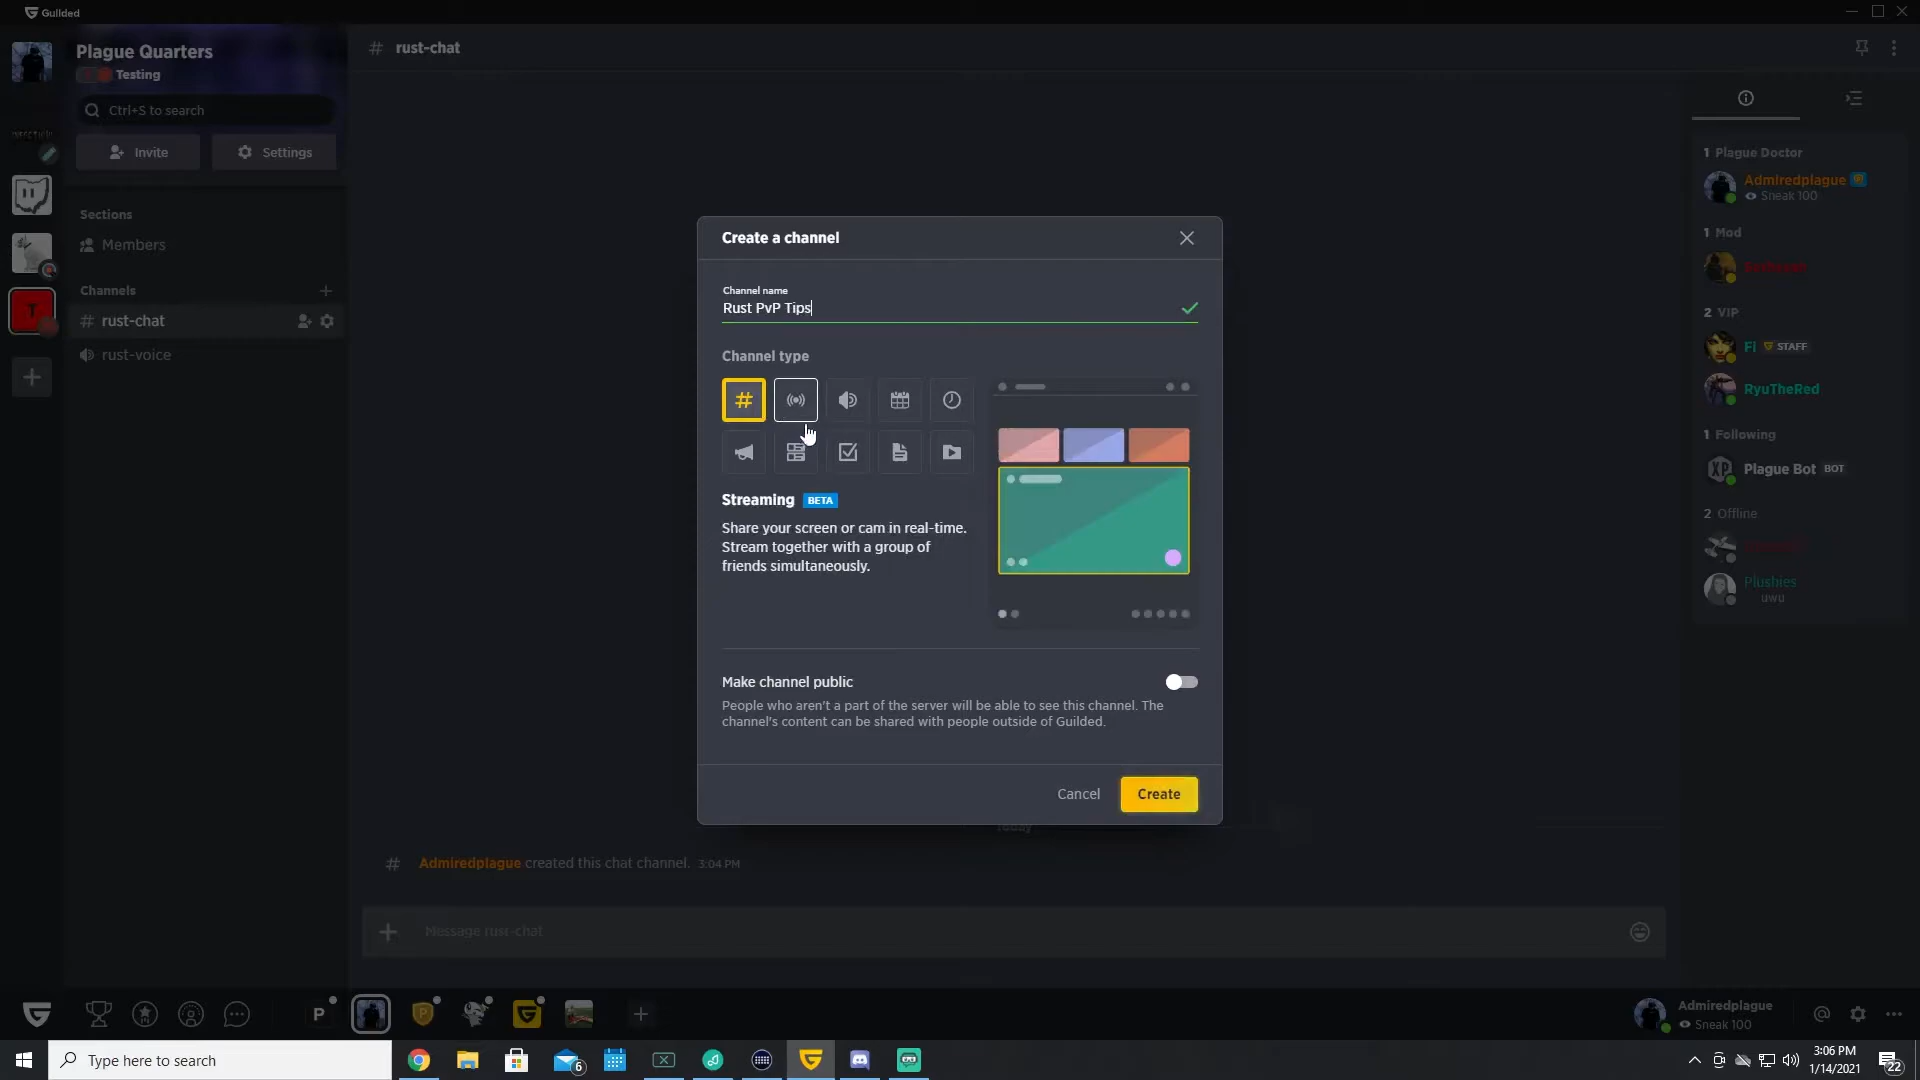 Guilded
Plague Quarters
Testing
Ctrl+S to search
Invite
Settings
Sections
Members
Channels
rust-chat
rust-voice
# rust-chat
Create a channel
Channel name
Rust PvP Tips
Channel type
Streaming BETA
Share your screen or cam in real-time.
Stream together with a group of
friends simultaneously.
Make channel public
People who aren't a part of the server will be able to see this channel. The
channel's content can be shared with people outside of Guilded.
Cancel
Create
Today
Admiredplague created this chat channel. 3:04 PM
Message rust-chat
1 Plague Doctor
Admiredplague
Sneak 100
1 Mod
2 VIP
FI STAFF
RyuTheRed
1 Following
Plague Bot BOT
2 Offline
Plushies
uwu
T
P
Admiredplague
Sneak 100
Type here to search
6
3:06 PM
1/14/2021
22